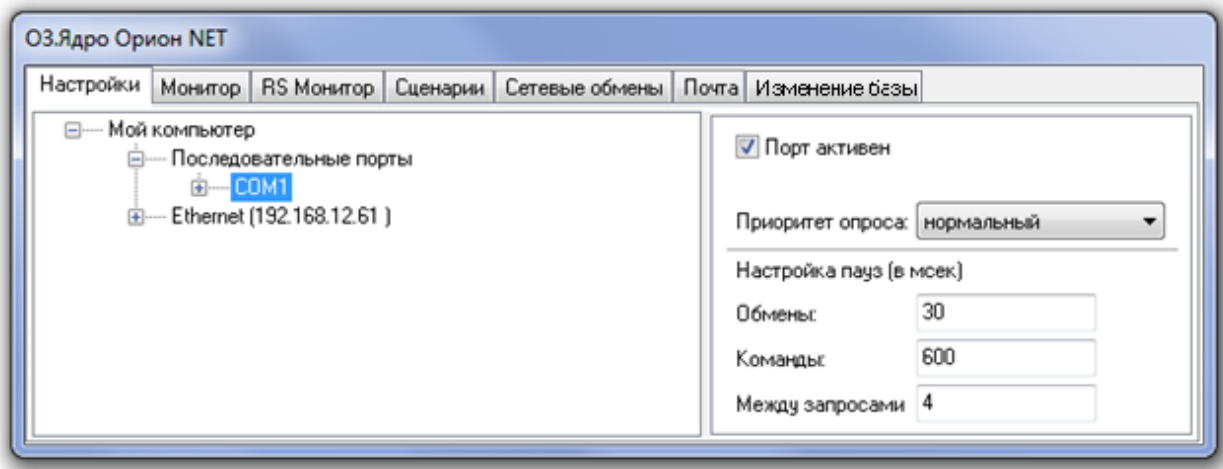 ОЗ.Ядро Орион NET
Настройки Монитор RS Монитор Сценарии Сетевые обмены Почта Изменение базы
Мой компьютер
Последовательные порты
COM1
Ethernet (192.168.12.61 )
Порт активен
Приоритет опроса: нормальный
Настройка пауз (в мсек)
Обмены: 30
Команды: 600
Между запросами 4